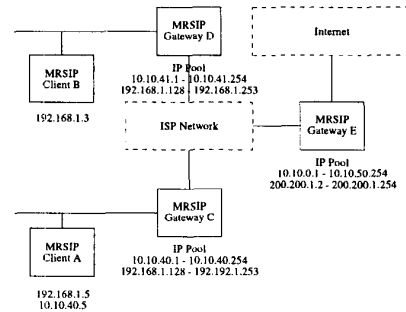 MRSIP
Gateway D
Internet
MRSIP
Client B
IP Pool
10.10.41.1 - 10.10.41.254
192.168.1.128 - 192.168.1.253
192.168.1.3
ISP Network
MRSIP
Gateway E
IP Pool
10.10.0.1 - 10.10.50.254
200.200.1.2 - 200.200.1.254
MRSIP
Gateway C
MRSIP
Client A
IP Pool
10.10.40.1 - 10.10.40.254
192.168.1.128 - 192.192.1.253
192.168.1.5
10.10.40.5